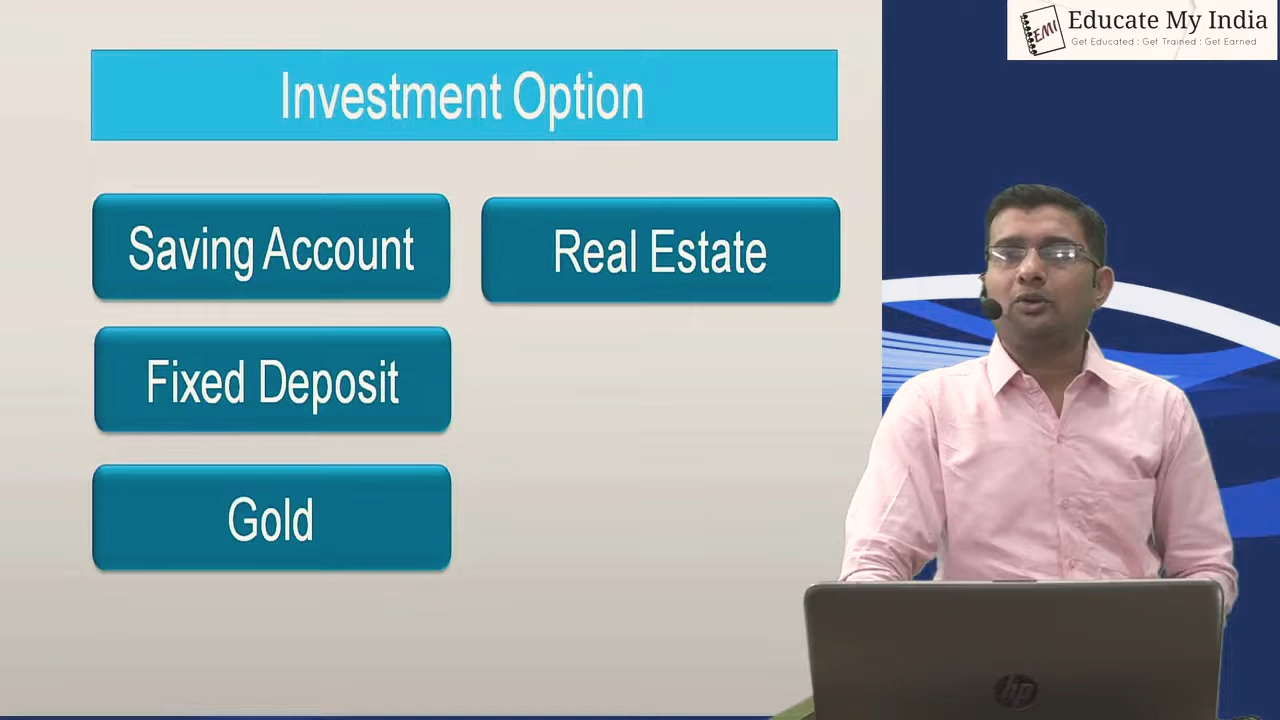 Educate My India
Get Educated : Get Trained : Get Earned
EMI
Investment Option
Saving Account
Real Estate
Fixed Deposit
Gold
hp